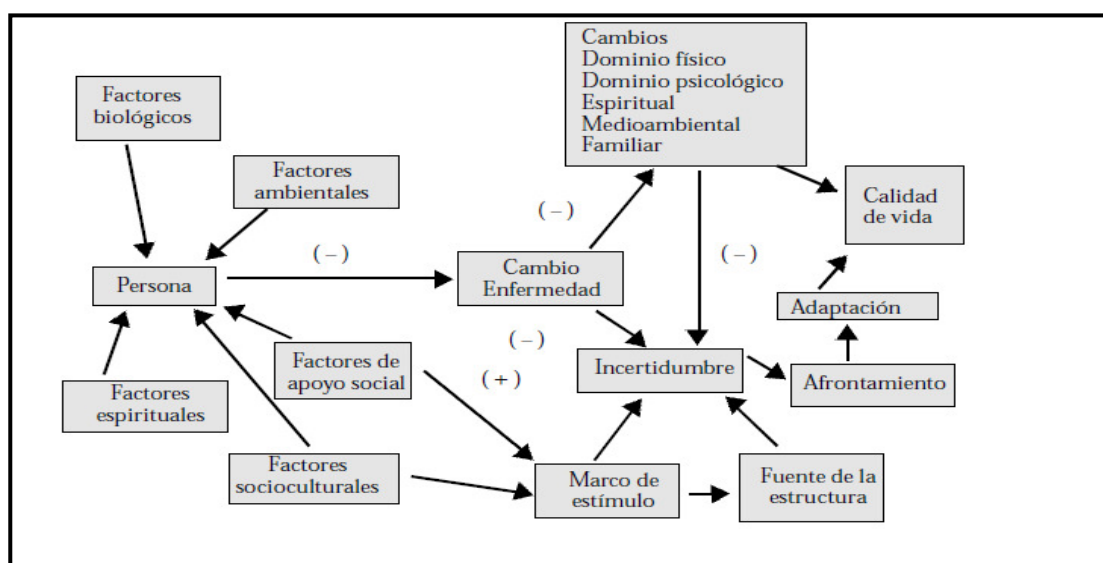 Cambios
Dominio físico
Dominio psicológico
Espiritual
Medioambiental
Familiar
Factores
biológicos
Factores
ambientales
Calidad
de vida
( – )
( – )
( – )
Cambio
Enfermedad
Persona
Adaptación
( – )
Factores de
apoyo social
( + )
Incertidumbre
Afrontamiento
Factores
espirituales
Factores
socioculturales
Marco de
estímulo
Fuente de la
estructura